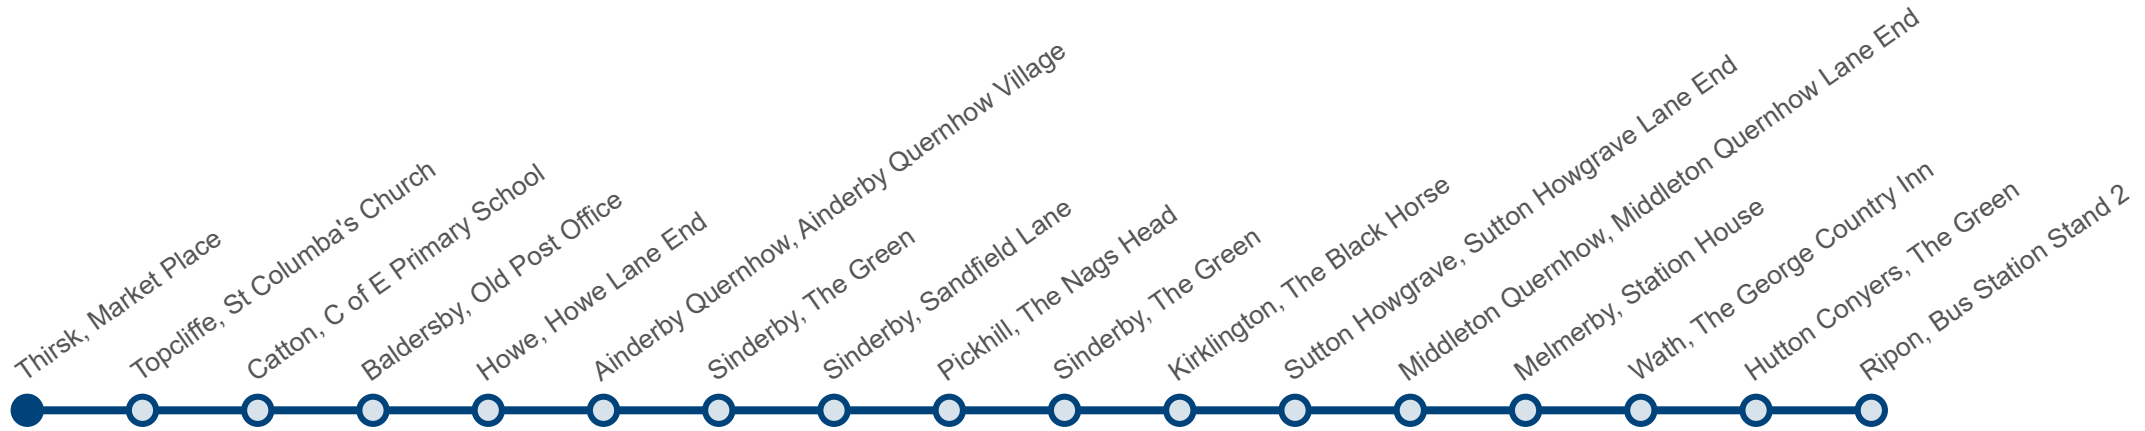 Thirsk, Market Place
Topcliffe, St Columba's Church
Catton, C of E Primary School
Baldersby, Old Post Office
Howe, Howe Lane End
Ainderby Quernhow, Ainderby Quernhow Village
Sinderby, The Green
Sinderby, Sandfield Lane
Pickhill, The Nags Head
Sinderby, The Green
Kirklington, The Black Horse
Sutton Howgrave, Sutton Howgrave Lane End
Middleton Quernhow, Middleton Quernhow Lane End
Melmerby, Station House
Wath, The George Country Inn
Hutton Conyers, The Green
Ripon, Bus Station Stand 2